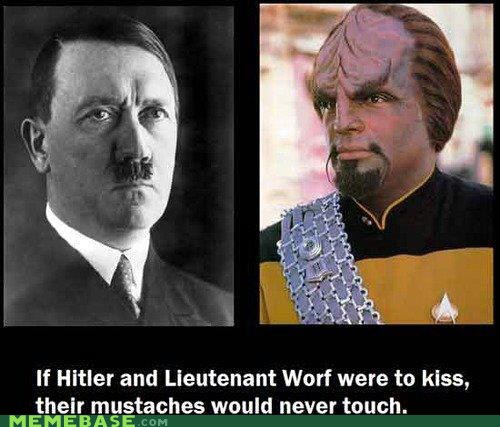 If Hitler and Lieutenant Worf were to kiss,
their mustaches would never touch.
MEMEBASE.com